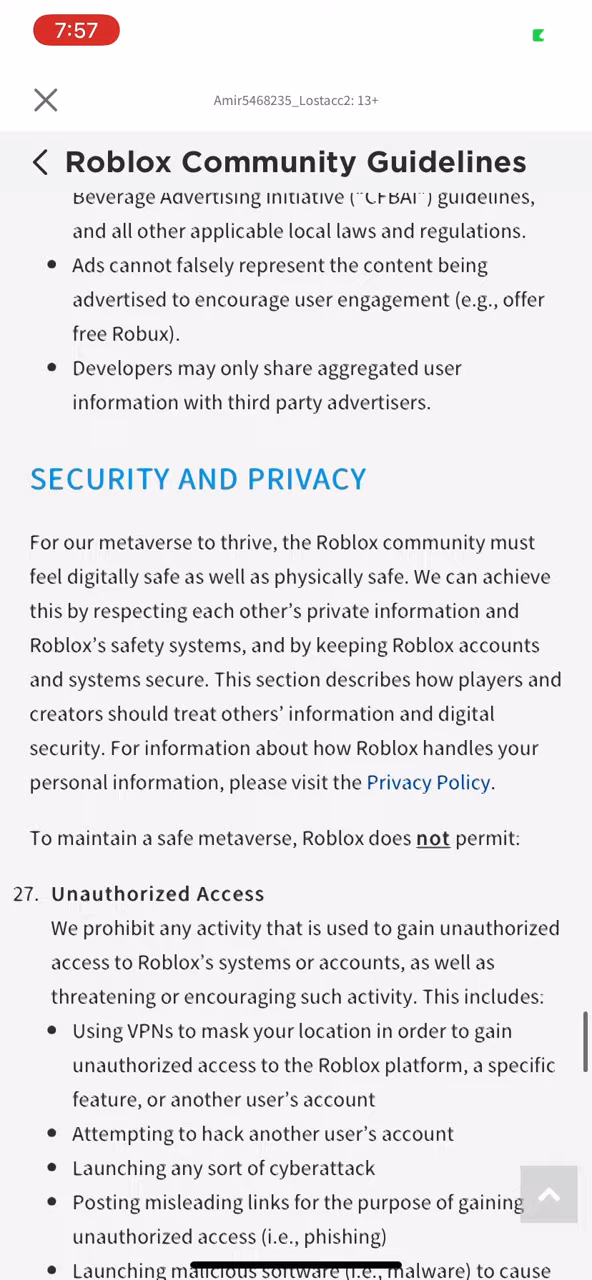 7:57
Amir5468235_Lostacc2: 13+
Roblox Community Guidelines
Beverage Advertising Initiative ("CFBAI") guidelines,
and all other applicable local laws and regulations.
• Ads cannot falsely represent the content being
advertised to encourage user engagement (e.g., offer
free Robux).
• Developers may only share aggregated user
information with third party advertisers.
SECURITY AND PRIVACY
For our metaverse to thrive, the Roblox community must
feel digitally safe as well as physically safe. We can achieve
this by respecting each other's private information and
Roblox's safety systems, and by keeping Roblox accounts
and systems secure. This section describes how players and
creators should treat others' information and digital
security. For information about how Roblox handles your
personal information, please visit the Privacy Policy.
To maintain a safe metaverse, Roblox does not permit:
27. Unauthorized Access
We prohibit any activity that is used to gain unauthorized
access to Roblox's systems or accounts, as well as
threatening or encouraging such activity. This includes:
• Using VPNs to mask your location in order to gain
unauthorized access to the Roblox platform, a specific
feature, or another user's account
• Attempting to hack another user's account
• Launching any sort of cyberattack
• Posting misleading links for the purpose of gaining
unauthorized access (i.e., phishing)
• Launching malicious software (i.e., malware) to cause